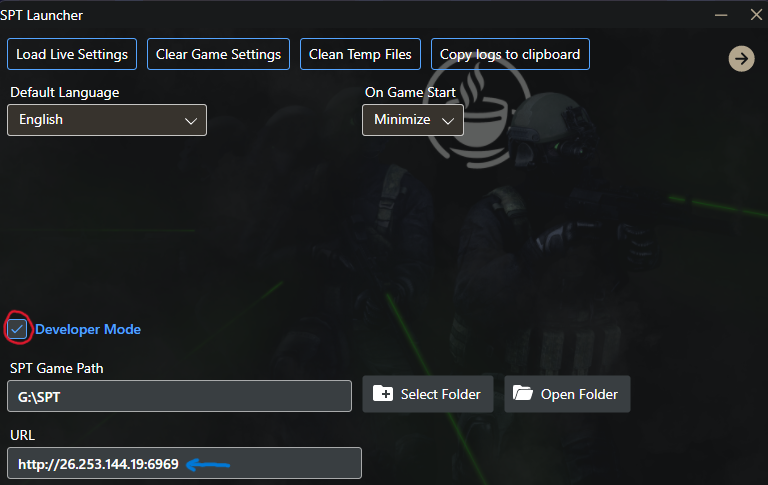 SPT Launcher
Load Live Settings Clear Game Settings Clean Temp Files Copy logs to clipboard
Default Language On Game Start
English Minimize
Developer Mode
SPT Game Path
G:\SPT Select Folder Open Folder
URL
http://26.253.144.19:6969